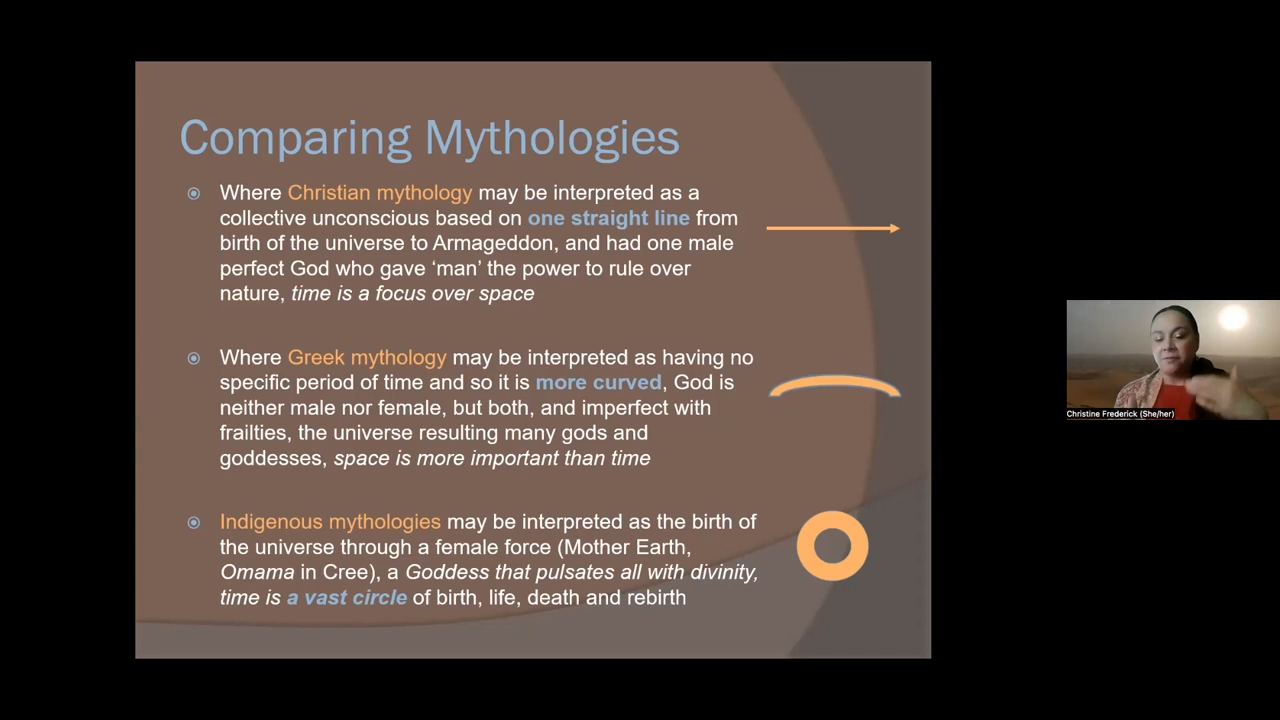 Comparing Mythologies
Where Christian mythology may be interpreted as a
collective unconscious based on one straight line from
birth of the universe to Armageddon, and had one male
perfect God who gave ‘man’ the power to rule over
nature, time is a focus over space
Where Greek mythology may be interpreted as having no
specific period of time and so it is more curved, God is
neither male nor female, but both, and imperfect with
frailties, the universe resulting many gods and
goddesses, space is more important than time
Indigenous mythologies may be interpreted as the birth of
the universe through a female force (Mother Earth,
Omama in Cree), a Goddess that pulsates all with divinity,
time is a vast circle of birth, life, death and rebirth
Christine Frederick (She/her)